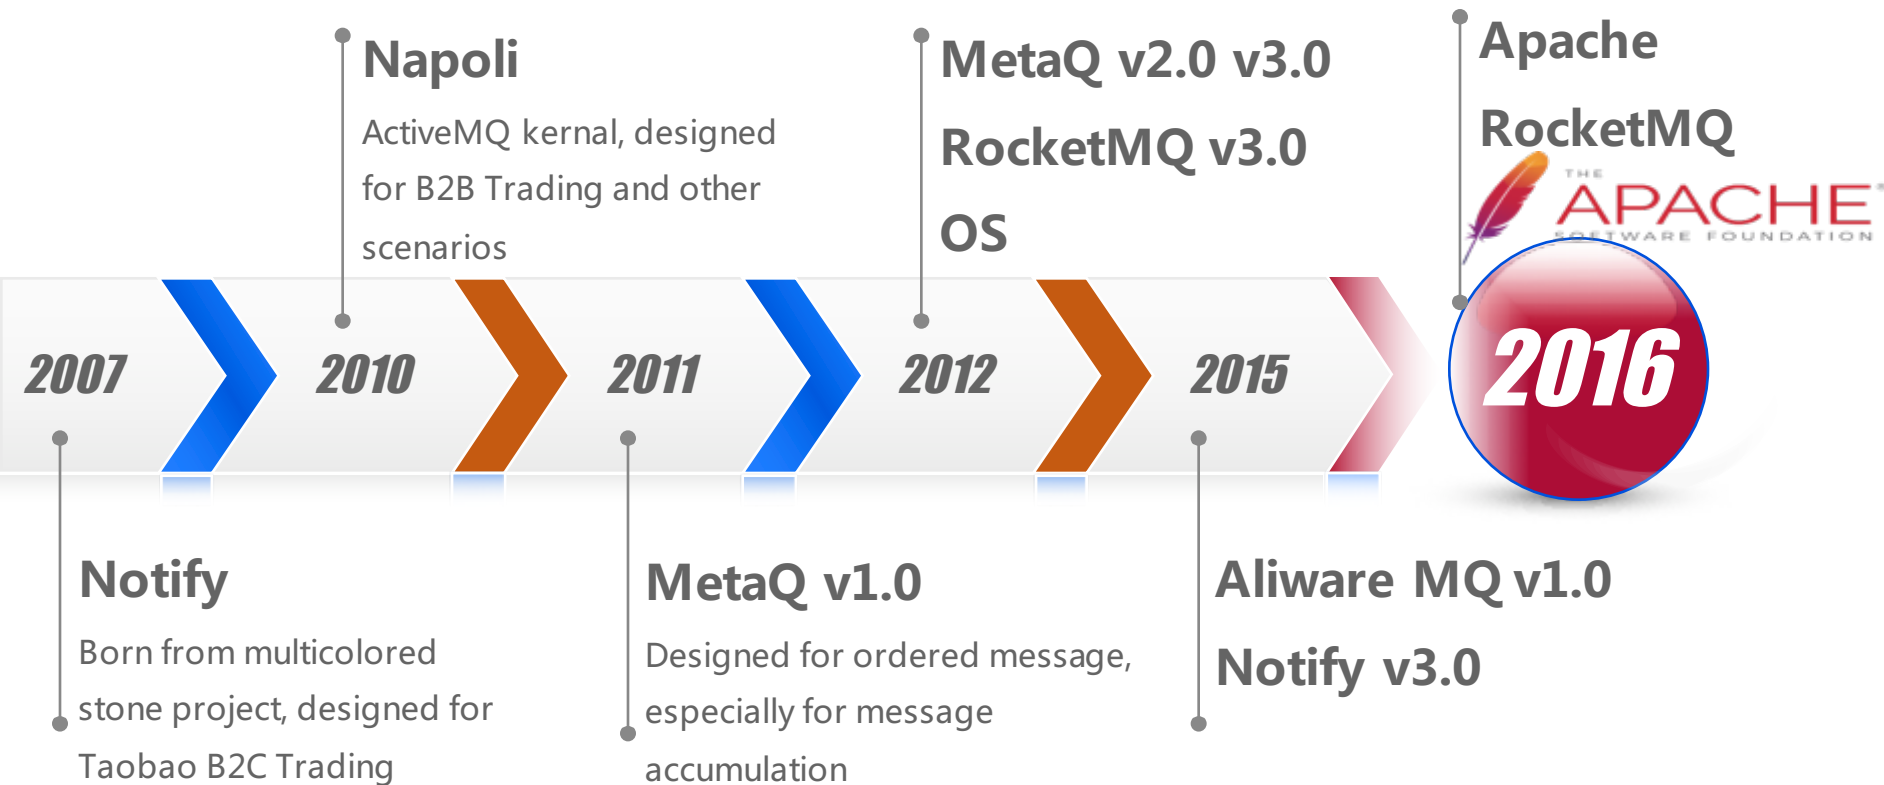 Napoli
ActiveMQ kernal, designed
for B2B Trading and other
scenarios
MetaQ v2.0 v3.0
RocketMQ v3.0
OS
Apache
RocketMQ
THE
APACHE®
SOFTWARE FOUNDATION
2007
2010
2011
2012
2015
2016
Notify
Born from multicolored
stone project, designed for
Taobao B2C Trading
MetaQ v1.0
Designed for ordered message,
especially for message
accumulation
Aliware MQ v1.0
Notify v3.0